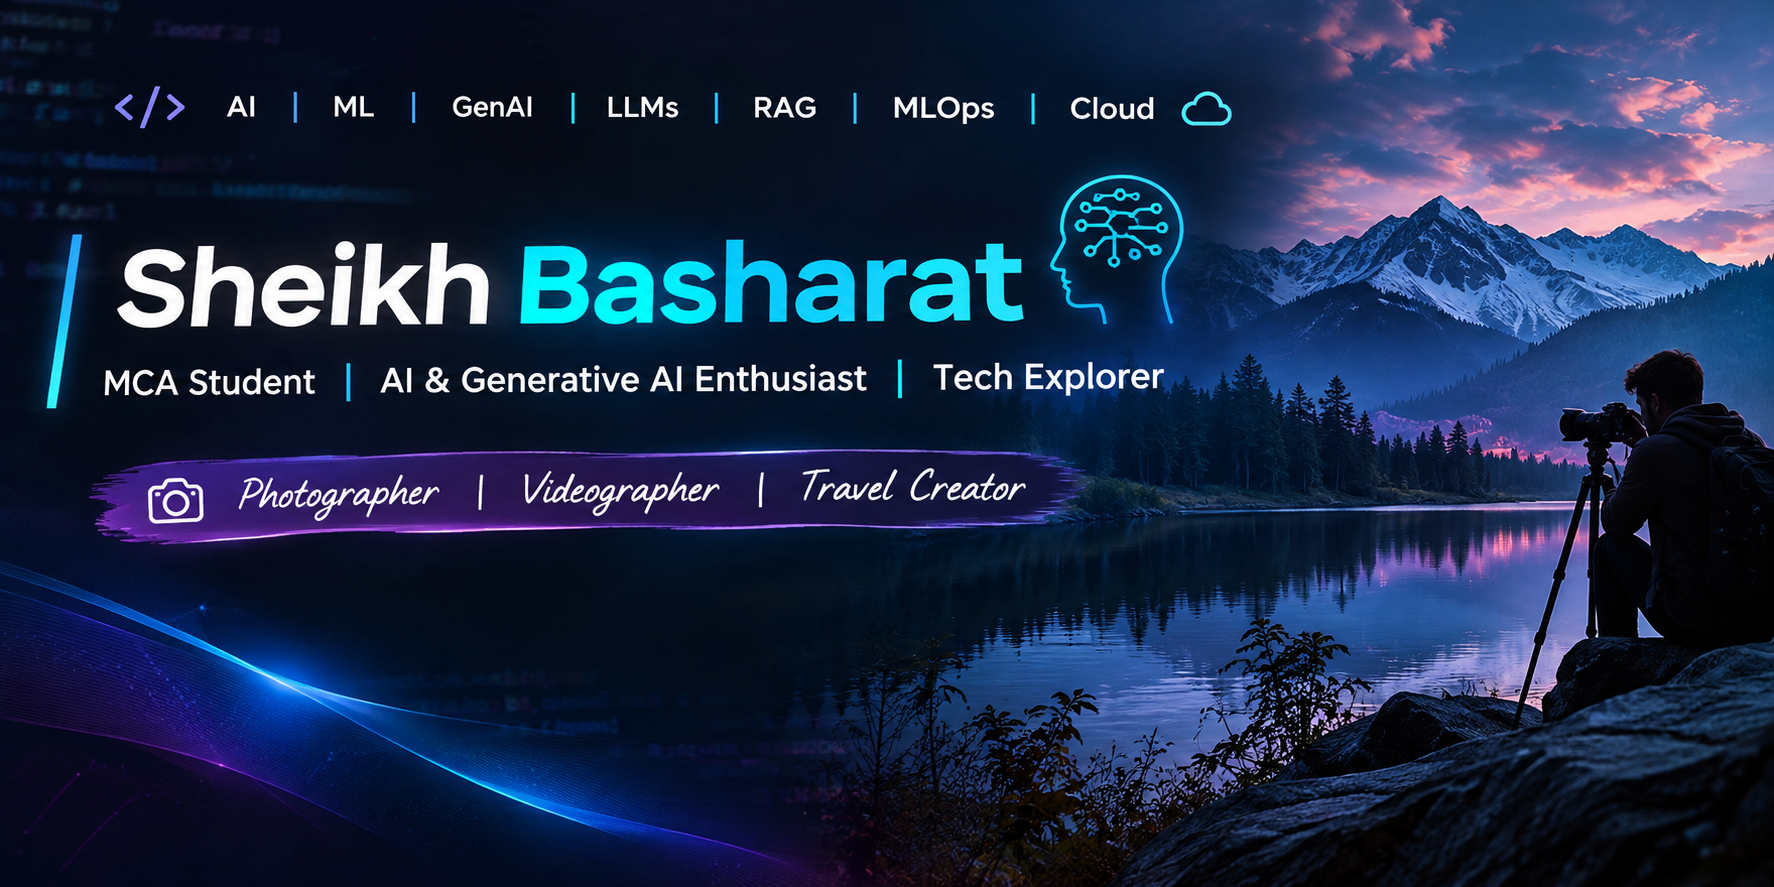 </> AI | ML | GenAI | LLMs | RAG | MLOps | Cloud
Sheikh Basharat
MCA Student | AI & Generative AI Enthusiast | Tech Explorer
Photographer | Videographer | Travel Creator